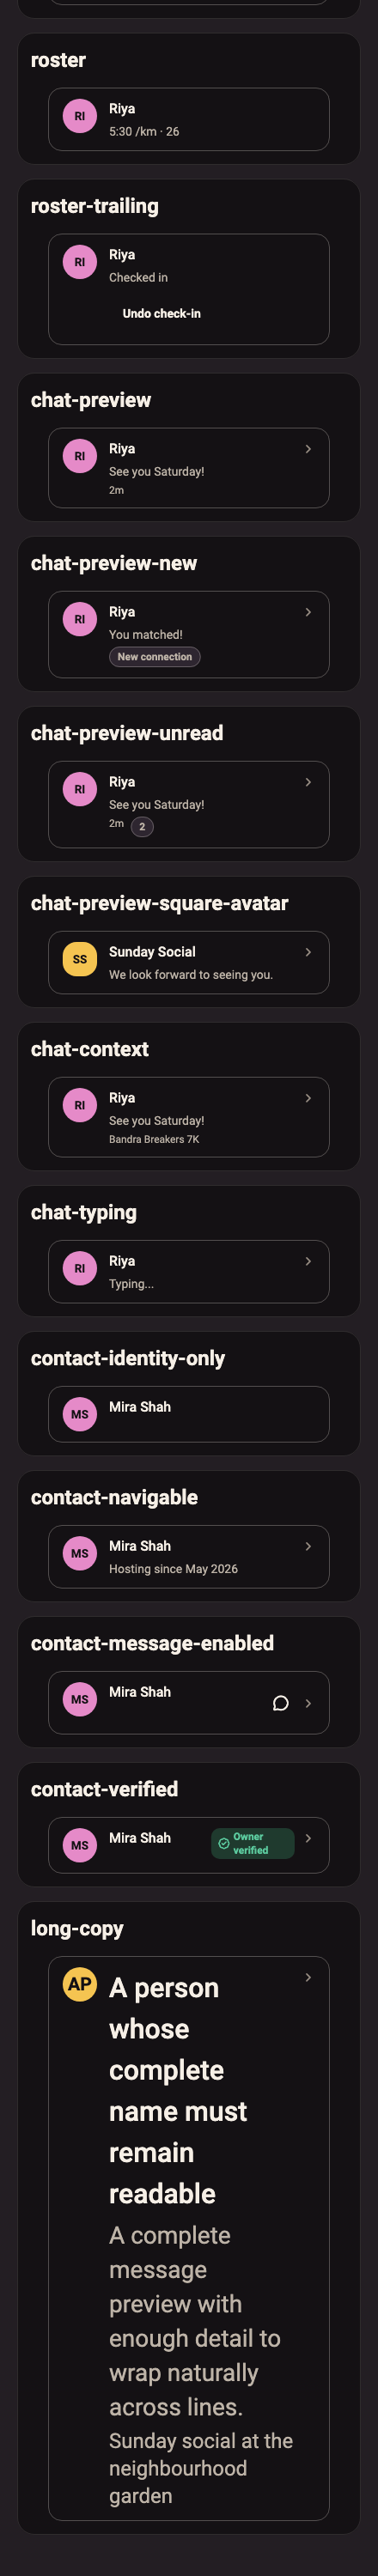 roster
RI
Riya
5:30 /km · 26
roster-trailing
RI
Riya
Checked in
Undo check-in
chat-preview
RI
Riya
See you Saturday!
2m
chat-preview-new
RI
Riya
You matched!
New connection
chat-preview-unread
RI
Riya
See you Saturday!
2m 2
chat-preview-square-avatar
SS
Sunday Social
We look forward to seeing you.
chat-context
RI
Riya
See you Saturday!
Bandra Breakers 7K
chat-typing
RI
Riya
Typing...
contact-identity-only
MS
Mira Shah
contact-navigable
MS
Mira Shah
Hosting since May 2026
contact-message-enabled
MS
Mira Shah
contact-verified
MS
Mira Shah
Owner
verified
long-copy
AP
A person
whose
complete
name must
remain
readable
A complete
message
preview with
enough detail to
wrap naturally
across lines.
Sunday social at the
neighbourhood
garden